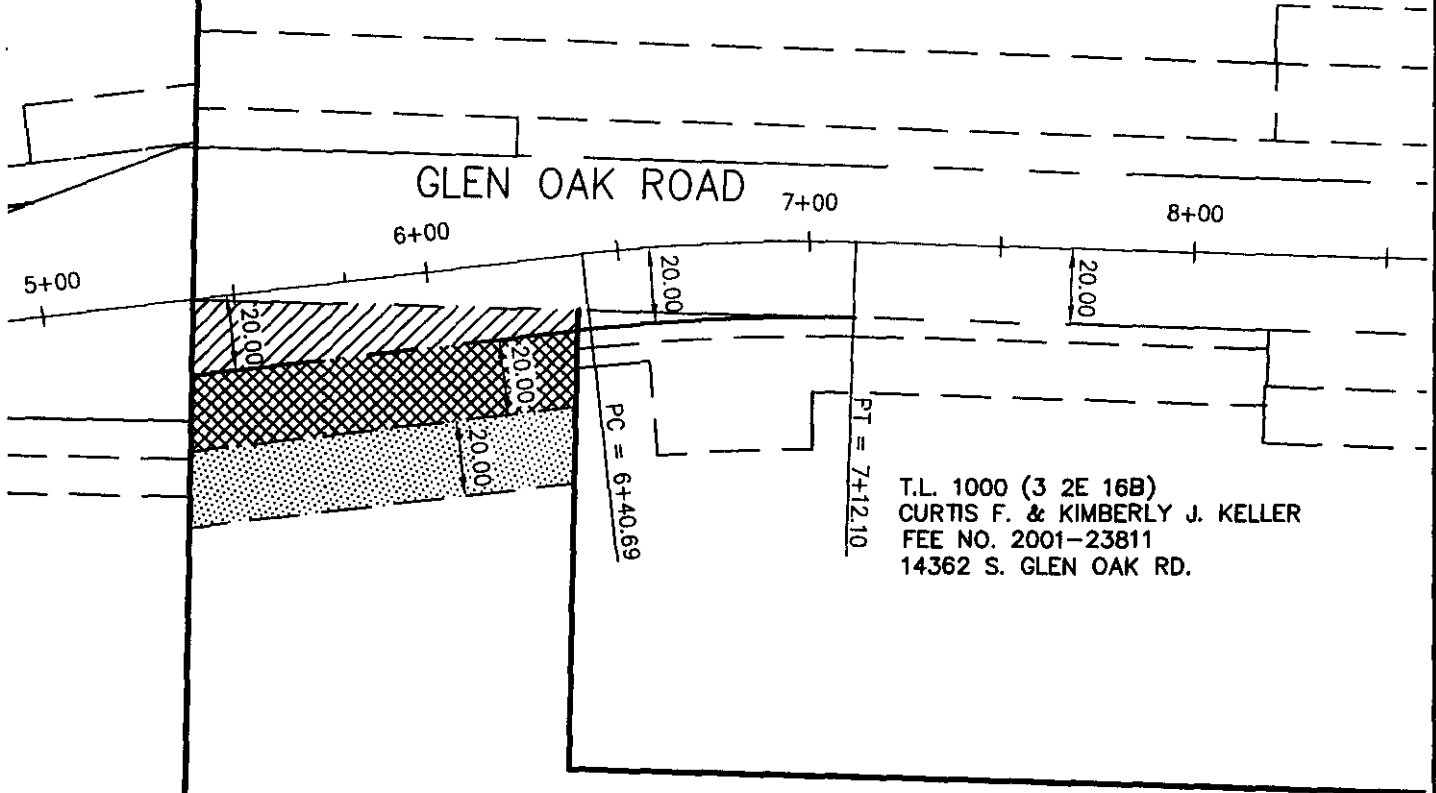 GLEN OAK ROAD
7+00
8+00
6+00
5+00
20.00
20.00
20.00
20.00
20.00
PC = 6+40.69
PT = 7+12.10
T.L. 1000 (3 2E 16B)
CURTIS F. & KIMBERLY J. KELLER
FEE NO. 2001-23811
14362 S. GLEN OAK RD.